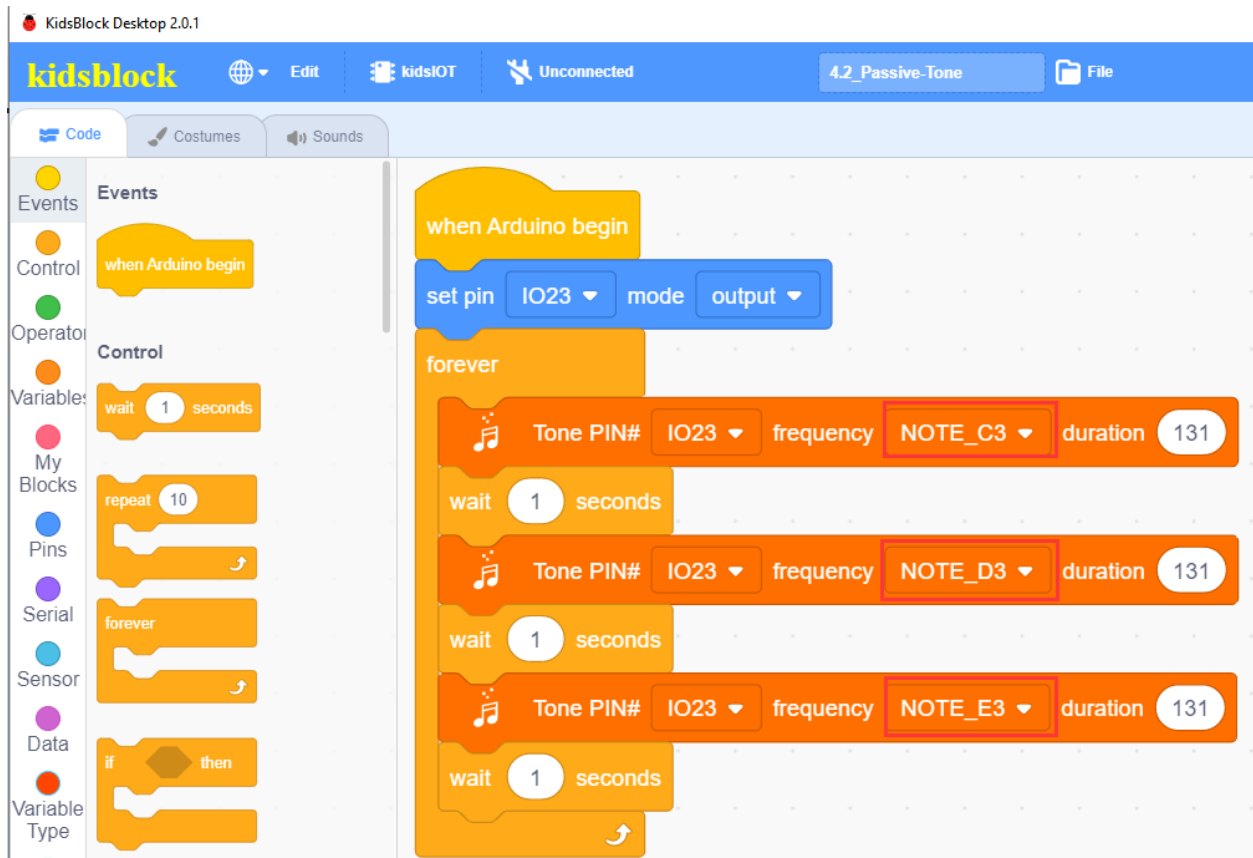 KidsBlock Desktop 2.0.1
kidsblock Edit kidsIOT Unconnected 4.2_Passive-Tone File
Code Costumes Sounds
Events
Control
Operator
Variables
My
Blocks
Pins
Serial
Sensor
Data
Variable
Type
Events
when Arduino begin
Control
wait 1 seconds
repeat 10
forever
if then
when Arduino begin
set pin IO23 mode output
forever
Tone PIN# IO23 frequency NOTE_C3 duration 131
wait 1 seconds
Tone PIN# IO23 frequency NOTE_D3 duration 131
wait 1 seconds
Tone PIN# IO23 frequency NOTE_E3 duration 131
wait 1 seconds